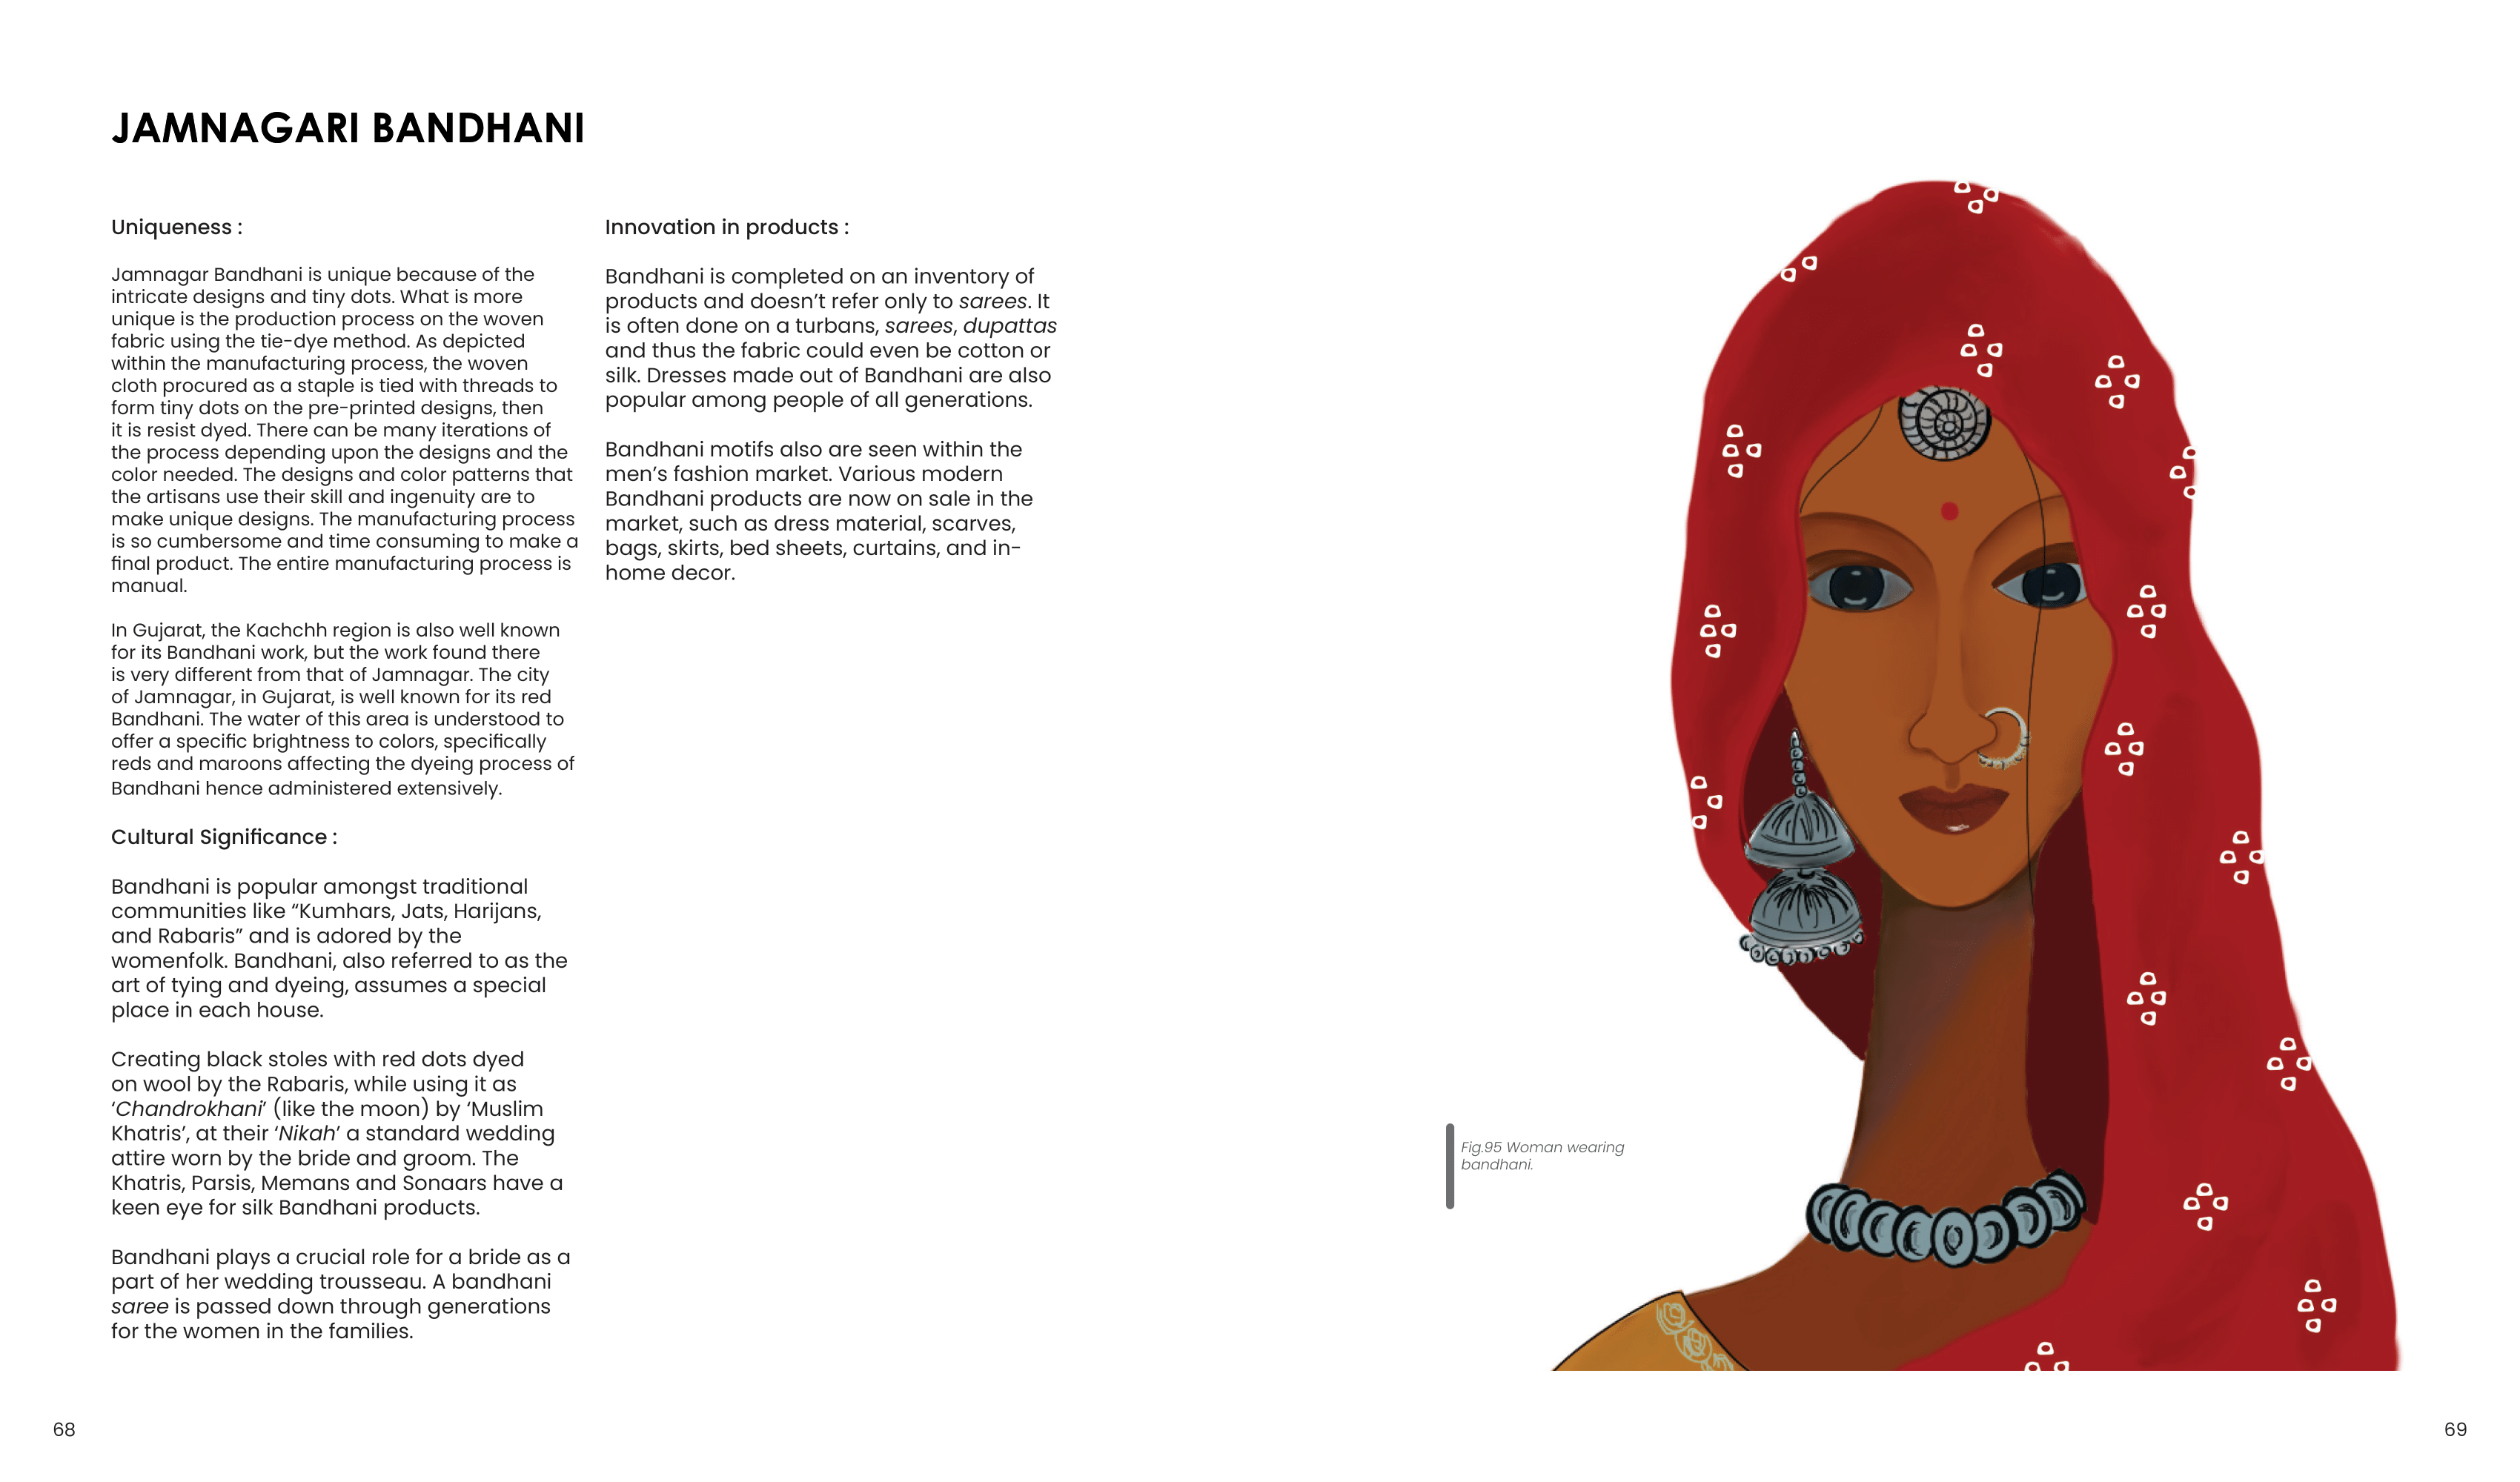 JAMNAGARI BANDHANI
Uniqueness :
Jamnagar Bandhani is unique because of the
intricate designs and tiny dots. What is more
unique is the production process on the woven
fabric using the tie-dye method. As depicted
within the manufacturing process, the woven
cloth procured as a staple is tied with threads to
form tiny dots on the pre-printed designs, then
it is resist dyed. There can be many iterations of
the process depending upon the designs and the
color needed. The designs and color patterns that
the artisans use their skill and ingenuity are to
make unique designs. The manufacturing process
is so cumbersome and time consuming to make a
final product. The entire manufacturing process is
manual.
In Gujarat, the Kachchh region is also well known
for its Bandhani work, but the work found there
is very different from that of Jamnagar. The city
of Jamnagar, in Gujarat, is well known for its red
Bandhani. The water of this area is understood to
offer a specific brightness to colors, specifically
reds and maroons affecting the dyeing process of
Bandhani hence administered extensively.
Cultural Significance :
Bandhani is popular amongst traditional
communities like “Kumhars, Jats, Harijans,
and Rabaris” and is adored by the
womenfolk. Bandhani, also referred to as the
art of tying and dyeing, assumes a special
place in each house.
Creating black stoles with red dots dyed
on wool by the Rabaris, while using it as
‘Chandrokhani’ (like the moon) by ‘Muslim
Khatris’, at their ‘Nikah’ a standard wedding
attire worn by the bride and groom. The
Khatris, Parsis, Memans and Sonaars have a
keen eye for silk Bandhani products.
Bandhani plays a crucial role for a bride as a
part of her wedding trousseau. A bandhani
saree is passed down through generations
for the women in the families.
Innovation in products :
Bandhani is completed on an inventory of
products and doesn’t refer only to sarees. It
is often done on a turbans, sarees, dupattas
and thus the fabric could even be cotton or
silk. Dresses made out of Bandhani are also
popular among people of all generations.
Bandhani motifs also are seen within the
men’s fashion market. Various modern
Bandhani products are now on sale in the
market, such as dress material, scarves,
bags, skirts, bed sheets, curtains, and in-
home decor.
Fig.95 Woman wearing
bandhani.
68
69